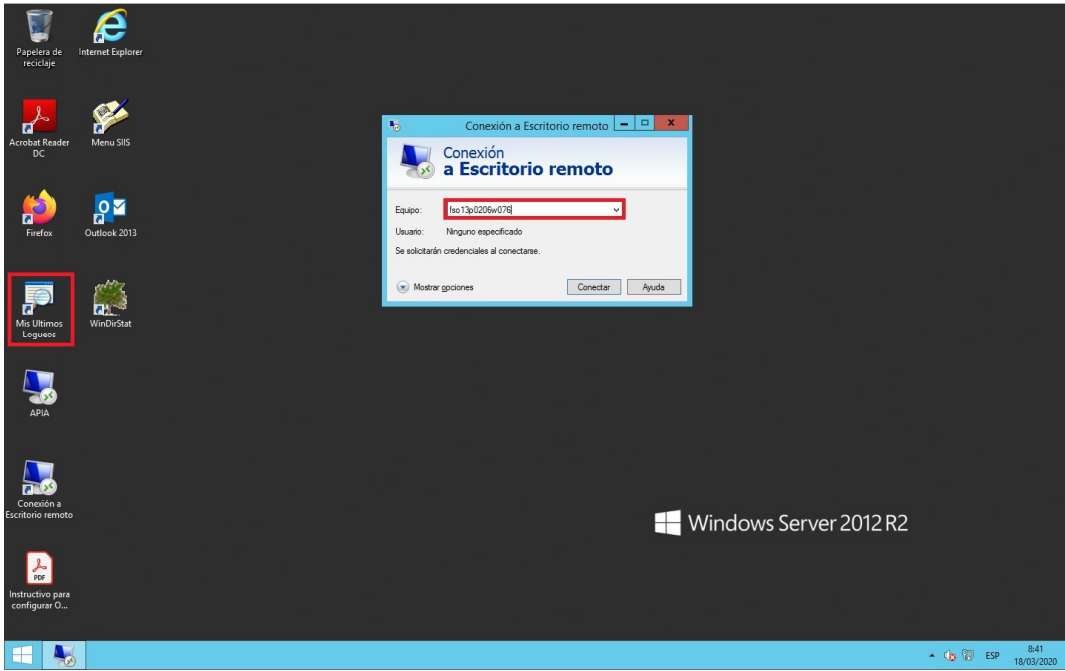 Papelera de
reciclaje
Internet Explorer
Acrobat Reader
DC
Menu SIIS
Firefox
Outlook 2013
Mis Ultimos
Logueos
WinDirStat
APIA
Conexión a
Escritorio remoto
PDF
Instructivo para
configurar O...
Conexión a Escritorio remoto
Conexión
a Escritorio remoto
Equipo:
fso13p0206w076
Usuario:
Ninguno especificado
Se solicitarán credenciales al conectarse.
Mostrar opciones
Conectar
Ayuda
Windows Server 2012 R2
ESP
8:41
18/03/2020